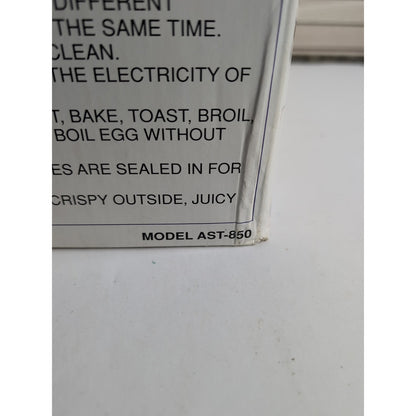 DIFFERENT
THE SAME TIME.
CLEAN.
THE ELECTRICITY OF
T, BAKE, TOAST, BROIL,
BOIL EGG WITHOUT
ES ARE SEALED IN FOR
CRISPY OUTSIDE, JUICY
MODEL AST-850